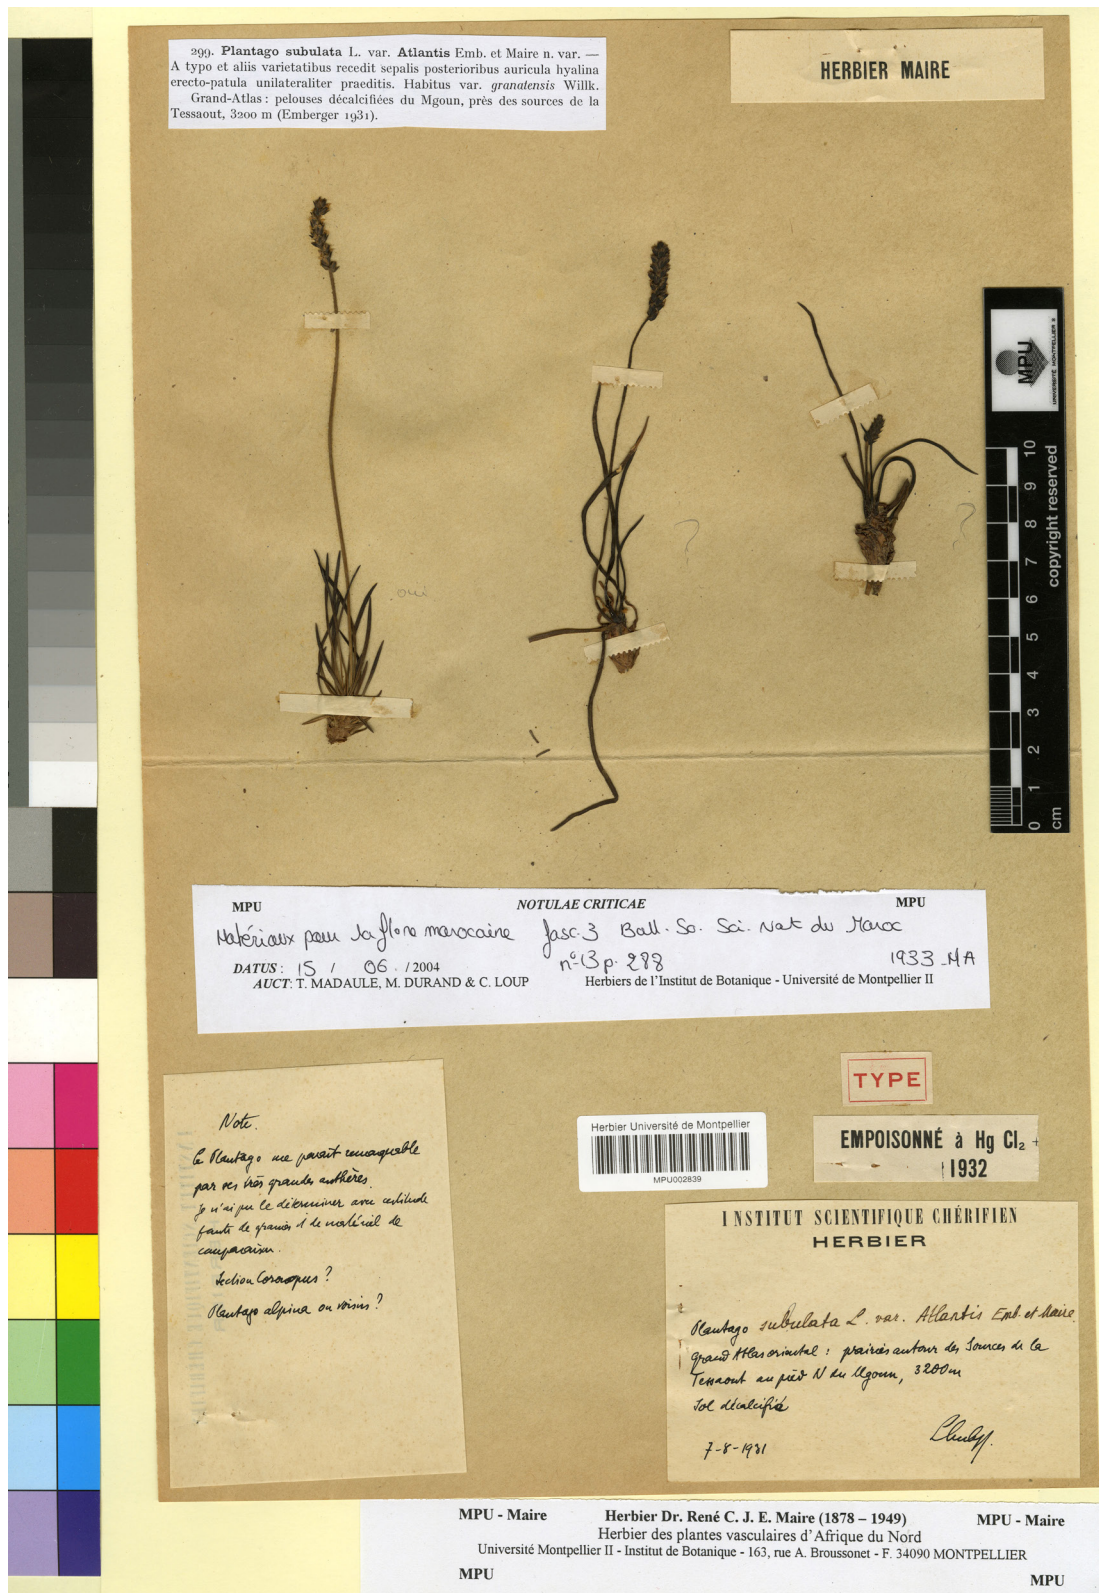 299. Plantago subulata L. var. Atlantis Emb. et Maire n. var. —
A typo et aliis varietatibus recedit sepalis posterioribus auricula hyalina
erecto-patula unilateraliter praeditis. Habitus var. granatensis Willk.
Grand-Atlas : pelouses décalcifiées du Mgoun, près des sources de la
Tessaout, 3200 m (Emberger 1931).
HERBIER MAIRE
oui
?
?
MPU
UNIVERSITÉ MONTPELLIER
copyright reserved
0 1 2 3 4 5 6 7 8 9 10
cm
MPU NOTULAE CRITICAE MPU
Matériaux pour la flore marocaine fasc. 3 Bull. So. Sci. Nat du Maroc
n° 13 p. 288 1933 - MA
DATUS : 15 / 06 / 2004
AUCT: T. MADAULE, M. DURAND & C. LOUP Herbiers de l'Institut de Botanique - Université de Montpellier II
TYPE
Note.
Ce Plantago me parait remarquable
par ses très grandes anthères.
Je n'ai pu le déterminer avec certitude
faute de graines et de matériel de
comparaison.
Section Coronopus ?
Plantago alpina ou voisins ?
Herbier Université de Montpellier
MPU002839
EMPOISONNÉ à Hg Cl2 +
1932
INSTITUT SCIENTIFIQUE CHÉRIFIEN
HERBIER
Plantago subulata L. var. Atlantis Emb. et Maire
Grand Atlas oriental : prairies autour des Sources de la
Tessaout au pied N du Mgoun, 3200m
Sol décalcifié
7-8-1931
MPU - Maire Herbier Dr. René C. J. E. Maire (1878 – 1949) MPU - Maire
Herbier des plantes vasculaires d'Afrique du Nord
Université Montpellier II - Institut de Botanique - 163, rue A. Broussonet - F. 34090 MONTPELLIER
MPU MPU